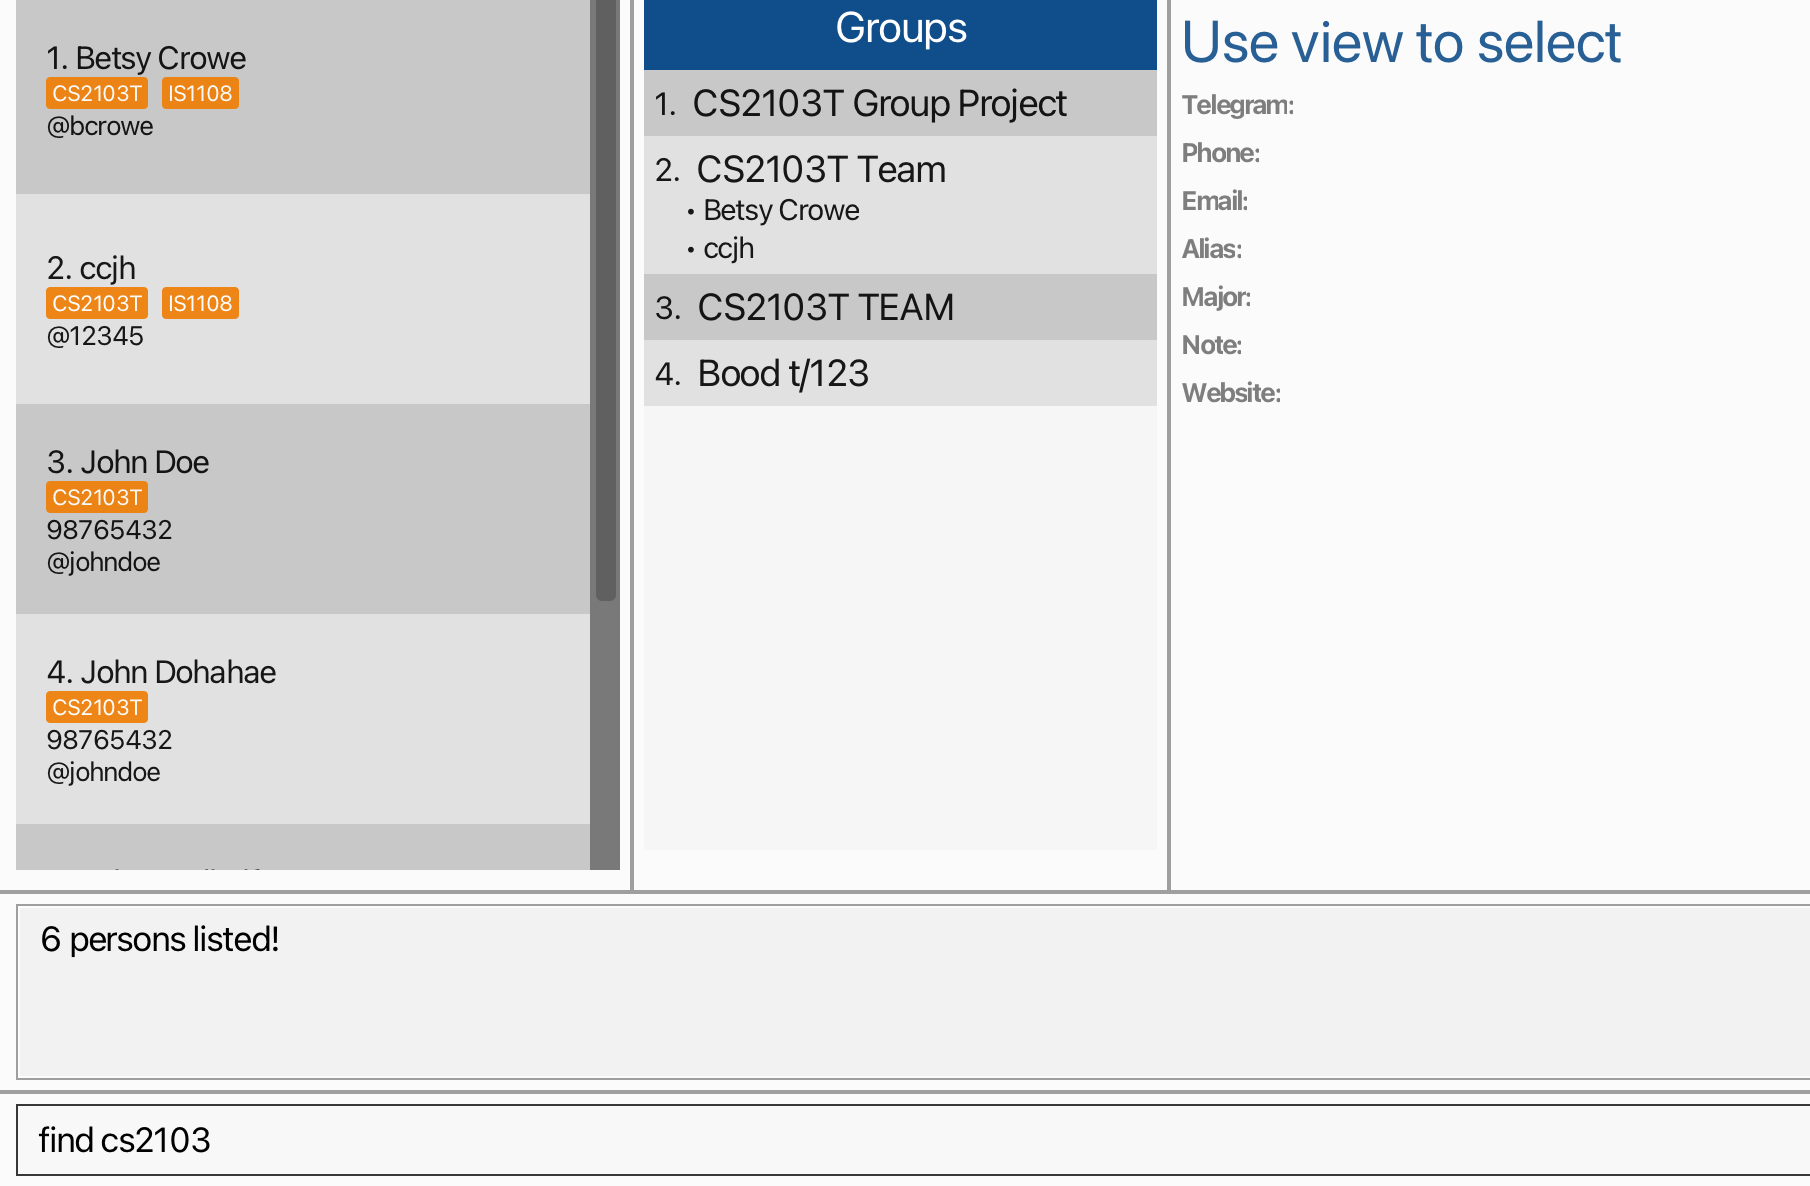 1. Betsy Crowe
CS2103T IS1108
@bcrowe
2. ccjh
CS2103T IS1108
@12345
3. John Doe
CS2103T
98765432
@johndoe
4. John Dohahae
CS2103T
98765432
@johndoe
Groups
1. CS2103T Group Project
2. CS2103T Team
• Betsy Crowe
• ccjh
3. CS2103T TEAM
4. Bood t/123
Use view to select
Telegram:
Phone:
Email:
Alias:
Major:
Note:
Website:
6 persons listed!
find cs2103